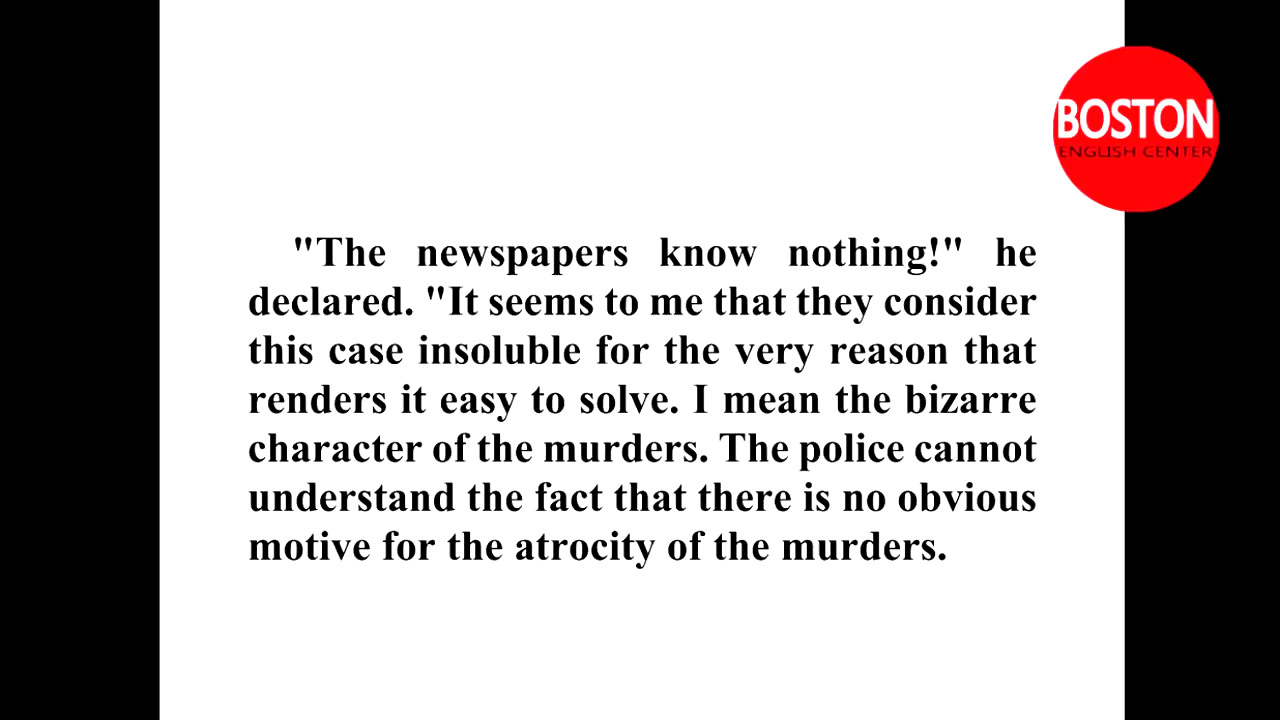 BOSTON
ENGLISH CENTER
"The newspapers know nothing!" he
declared. "It seems to me that they consider
this case insoluble for the very reason that
renders it easy to solve. I mean the bizarre
character of the murders. The police cannot
understand the fact that there is no obvious
motive for the atrocity of the murders.